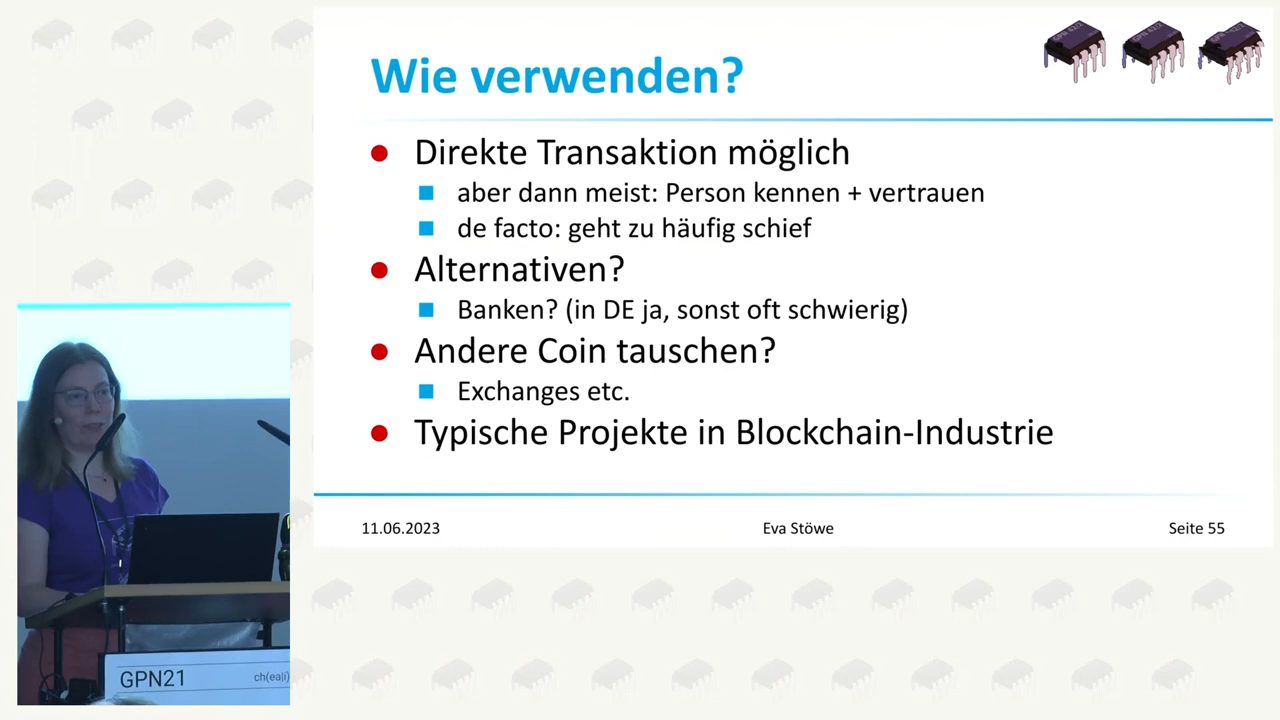 Wie verwenden?
Direkte Transaktion möglich
aber dann meist: Person kennen + vertrauen
de facto: geht zu häufig schief
Alternativen?
Banken? (in DE ja, sonst oft schwierig)
Andere Coin tauschen?
Exchanges etc.
Typische Projekte in Blockchain-Industrie
11.06.2023
Eva Stöwe
Seite 55
GPN21
ch(ea|i)